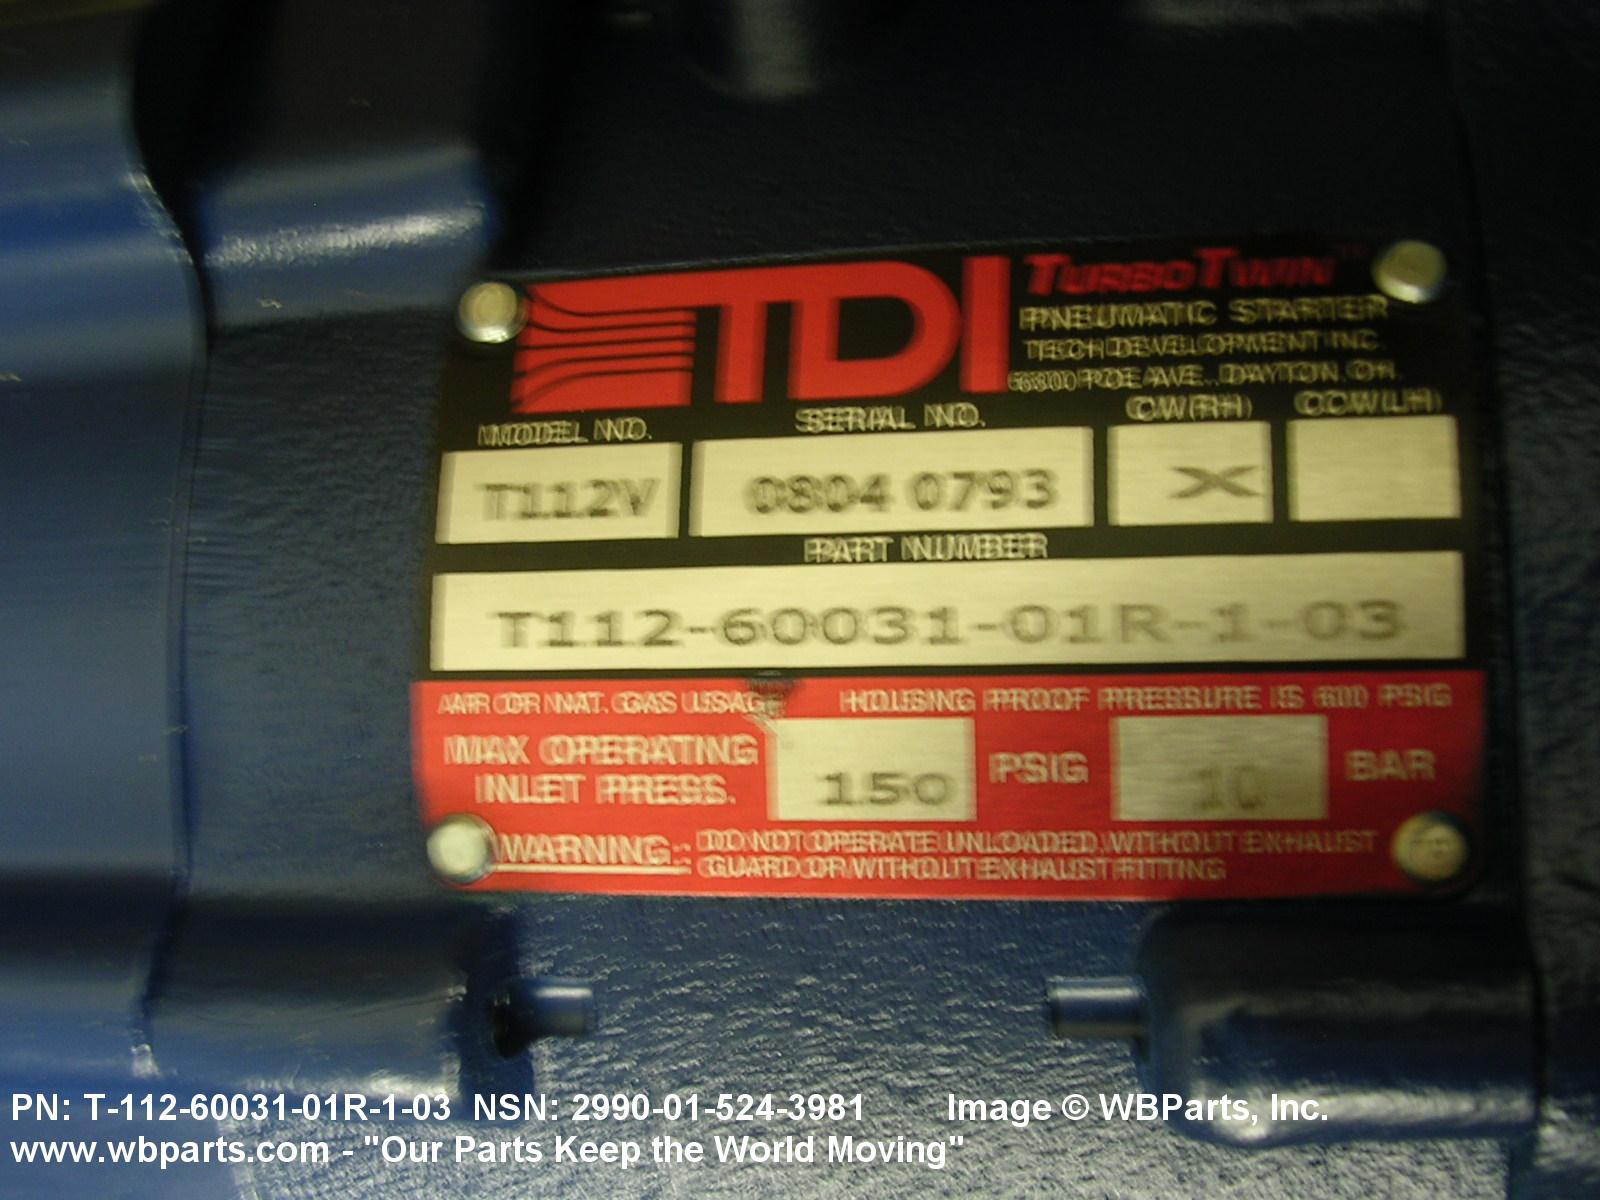 TDI
TURBOTWIN™
PNEUMATIC STARTER
TECH DEVELOPMENT INC.
6800 POE AVE., DAYTON, OH.
MODEL NO. SERIAL NO. CW(RH) CCW(LH)
T112V 0804 0793 X
PART NUMBER
T112-60031-01R-1-03
AIR OR NAT. GAS USAGE HOUSING PROOF PRESSURE IS 600 PSIG
MAX OPERATING
INLET PRESS. 150 PSIG 10 BAR
WARNING: DO NOT OPERATE UNLOADED, WITHOUT EXHAUST
GUARD OR WITHOUT EXHAUST FITTING
PN: T-112-60031-01R-1-03 NSN: 2990-01-524-3981 Image © WBParts, Inc.
www.wbparts.com - "Our Parts Keep the World Moving"